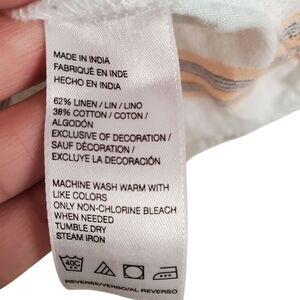 MADE IN INDIA
FABRIQUÉ EN INDE
HECHO EN INDIA
62% LINEN / LIN / LINO
38% COTTON / COTON /
ALGODÓN
EXCLUSIVE OF DECORATION /
SAUF DÉCORATION /
EXCLUYE LA DECORACIÓN
MACHINE WASH WARM WITH
LIKE COLORS
ONLY NON-CHLORINE BLEACH
WHEN NEEDED
TUMBLE DRY
STEAM IRON
40C
REVERSE/VERSO/AL REVERSO